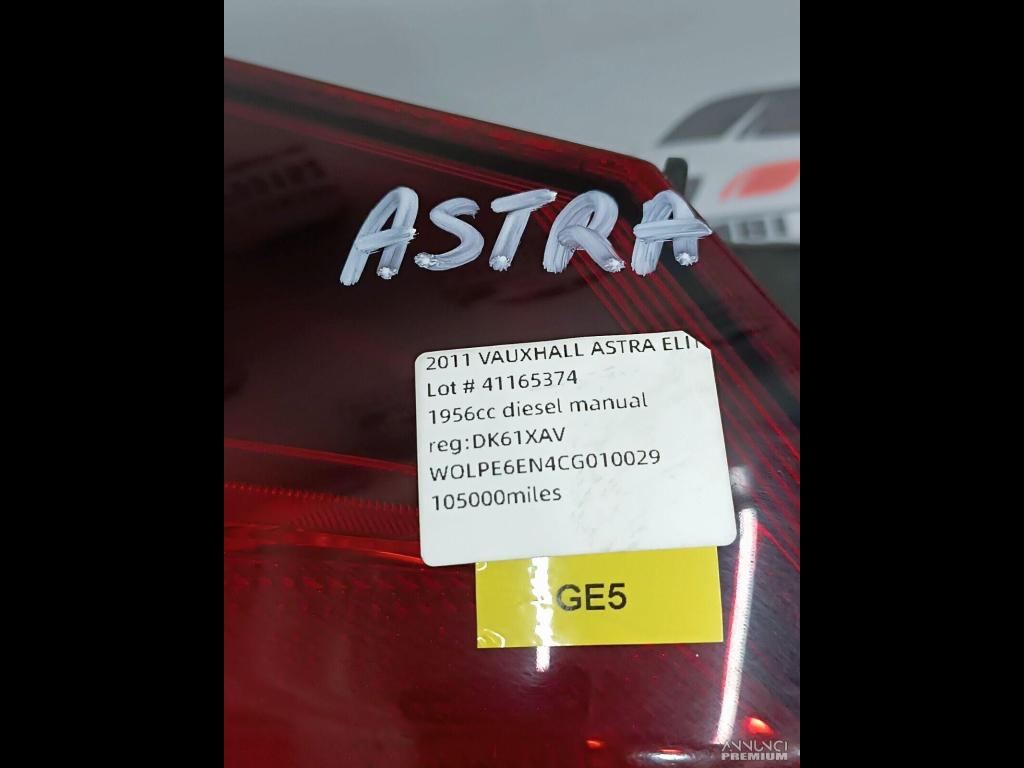 ASTRA
2011 VAUXHALL ASTRA ELIT
Lot # 41165374
1956cc diesel manual
reg:DK61XAV
WOLPE6EN4CG010029
105000miles
GE5
ANNUNCI
PREMIUM